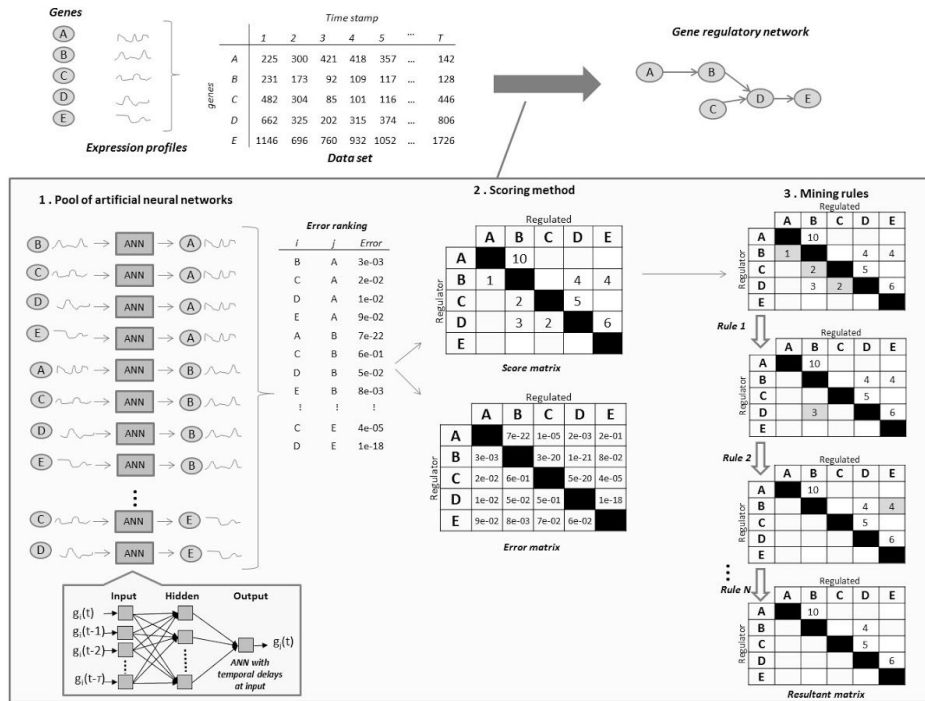 Genes
A
B
C
D
E
Expression profiles
Time stamp
1 2 3 4 5 ... T
genes
A 225 300 421 418 357 ... 142
B 231 173 92 109 117 ... 128
C 482 304 85 101 116 ... 446
D 662 325 202 315 374 ... 806
E 1146 696 760 932 1052 ... 1726
Data set
Gene regulatory network
A B
C D E
1 . Pool of artificial neural networks
B ANN A
C ANN A
D ANN A
E ANN A
A ANN B
C ANN B
D ANN B
E ANN B
C ANN E
D ANN E
Input Hidden Output
gi(t)
gi(t-1)
gi(t-2)
gi(t-τ)
gj(t)
ANN with
temporal delays
at input
Error ranking
i j Error
B A 3e-03
C A 2e-02
D A 1e-02
E A 9e-02
A B 7e-22
C B 6e-01
D B 5e-02
E B 8e-03
⋮ ⋮ ⋮
C E 4e-05
D E 1e-18
2 . Scoring method
Regulated
A B C D E
Regulator
A 10
B 1 4 4
C 2 5
D 3 2 6
E
Score matrix
Regulated
A B C D E
Regulator
A 7e-22 1e-05 2e-03 2e-01
B 3e-03 3e-20 1e-21 8e-02
C 2e-02 6e-01 5e-20 4e-05
D 1e-02 5e-02 5e-01 1e-18
E 9e-02 8e-03 7e-02 6e-02
Error matrix
3 . Mining rules
Regulated
A B C D E
Regulator
A 10
B 1 4 4
C 2 5
D 3 2 6
E
Rule 1
Regulated
A B C D E
Regulator
A 10
B 4 4
C 5
D 3 6
E
Rule 2
Regulated
A B C D E
Regulator
A 10
B 4 4
C 5
D 6
E
Rule N
Regulated
A B C D E
Regulator
A 10
B 4
C 5
D 6
E
Resultant matrix